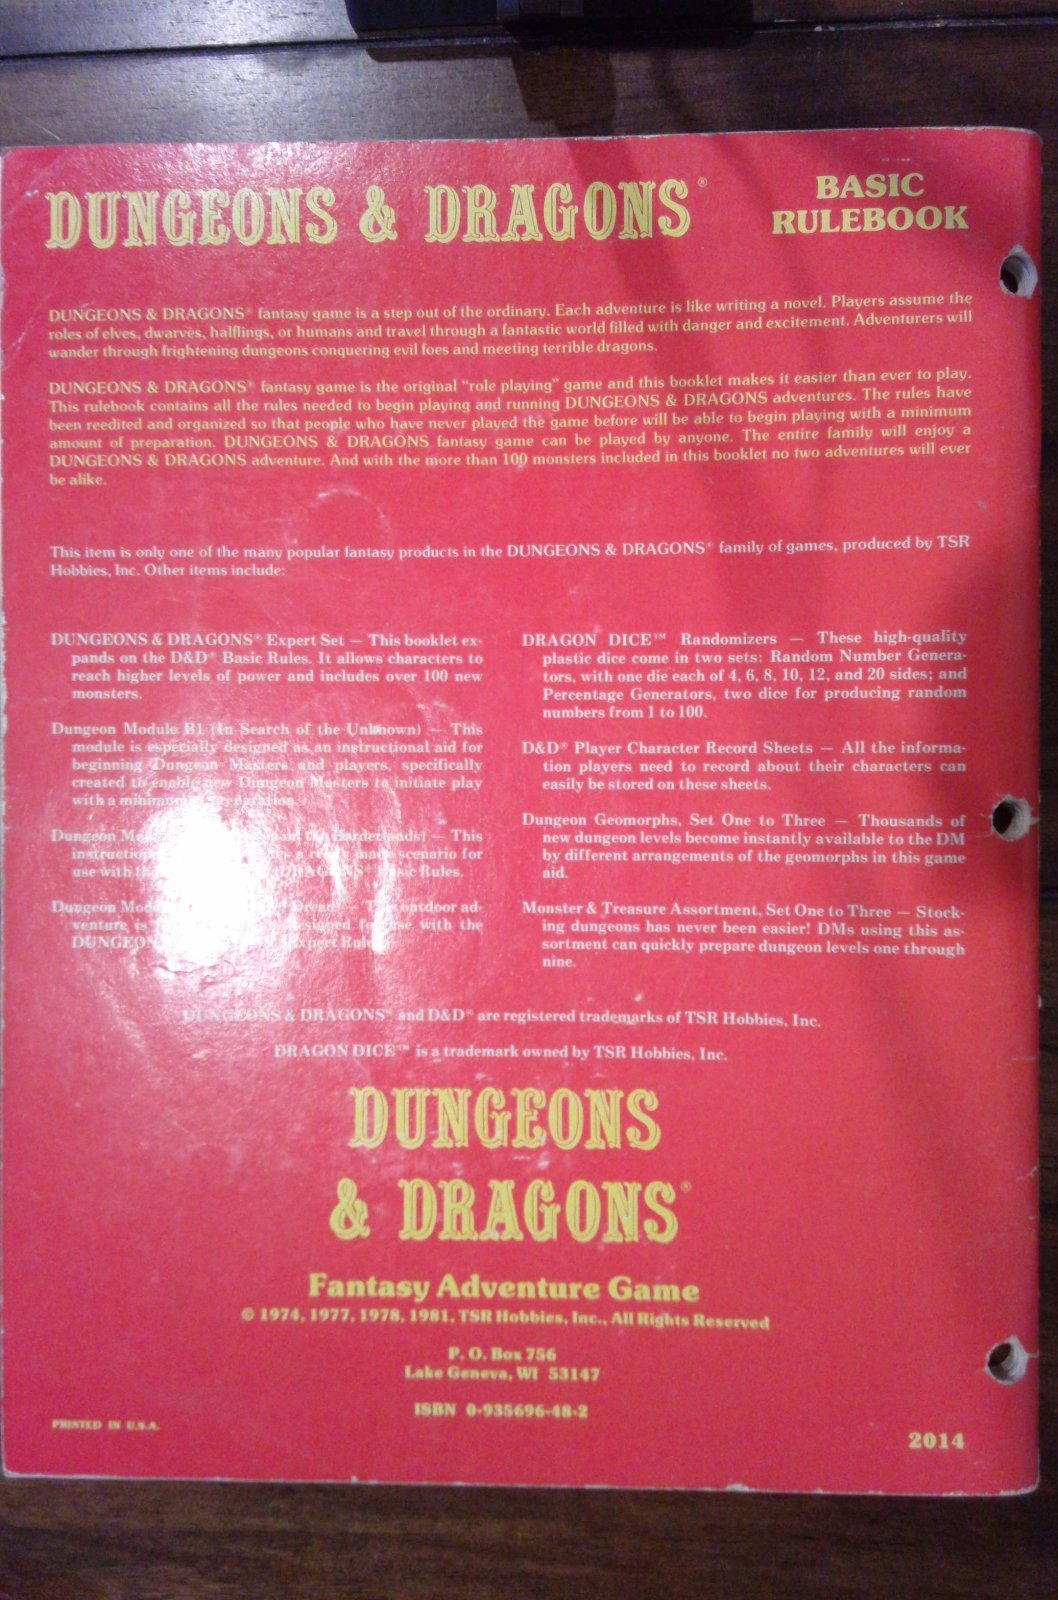 DUNGEONS & DRAGONS®
BASIC
RULEBOOK
DUNGEONS & DRAGONS® fantasy game is a step out of the ordinary. Each adventure is like writing a novel. Players assume the
roles of elves, dwarves, halflings, or humans and travel through a fantastic world filled with danger and excitement. Adventurers will
wander through frightening dungeons conquering evil foes and meeting terrible dragons.
DUNGEONS & DRAGONS® fantasy game is the original "role playing" game and this booklet makes it easier than ever to play.
This rulebook contains all the rules needed to begin playing and running DUNGEONS & DRAGONS adventures. The rules have
been reedited and organized so that people who have never played the game before will be able to begin playing with a minimum
amount of preparation. DUNGEONS & DRAGONS fantasy game can be played by anyone. The entire family will enjoy a
DUNGEONS & DRAGONS adventure. And with the more than 100 monsters included in this booklet no two adventures will ever
be alike.
This item is only one of the many popular fantasy products in the DUNGEONS & DRAGONS® family of games, produced by TSR
Hobbies, Inc. Other items include:
DUNGEONS & DRAGONS® Expert Set — This booklet ex-
pands on the D&D® Basic Rules. It allows characters to
reach higher levels of power and includes over 100 new
monsters.
Dungeon Module B1 (In Search of the Unknown) — This
module is especially designed as an instructional aid for
beginning Dungeon Masters and players, specifically
created to enable new Dungeon Masters to initiate play
with a minimum preparation.
Dungeon the Borderlands) — This
instruction a ready made scenario for
use with DRAGONS® Basic Rules.
Dungeon Dread) — outdoor ad-
venture is designed for use with the
DUNGEONS Expert Rules.
DRAGON DICE™ Randomizers — These high-quality
plastic dice come in two sets: Random Number Genera-
tors, with one die each of 4, 6, 8, 10, 12, and 20 sides; and
Percentage Generators, two dice for producing random
numbers from 1 to 100.
D&D® Player Character Record Sheets — All the informa-
tion players need to record about their characters can
easily be stored on these sheets.
Dungeon Geomorphs, Set One to Three — Thousands of
new dungeon levels become instantly available to the DM
by different arrangements of the geomorphs in this game
aid.
Monster & Treasure Assortment, Set One to Three — Stock-
ing dungeons has never been easier! DMs using this as-
sortment can quickly prepare dungeon levels one through
nine.
DUNGEONS & DRAGONS® and D&D® are registered trademarks of TSR Hobbies, Inc.
DRAGON DICE™ is a trademark owned by TSR Hobbies, Inc.
DUNGEONS
& DRAGONS®
Fantasy Adventure Game
© 1974, 1977, 1978, 1981, TSR Hobbies, Inc., All Rights Reserved
P. O. Box 756
Lake Geneva, WI 53147
ISBN 0-935696-48-2
PRINTED IN U.S.A.
2014